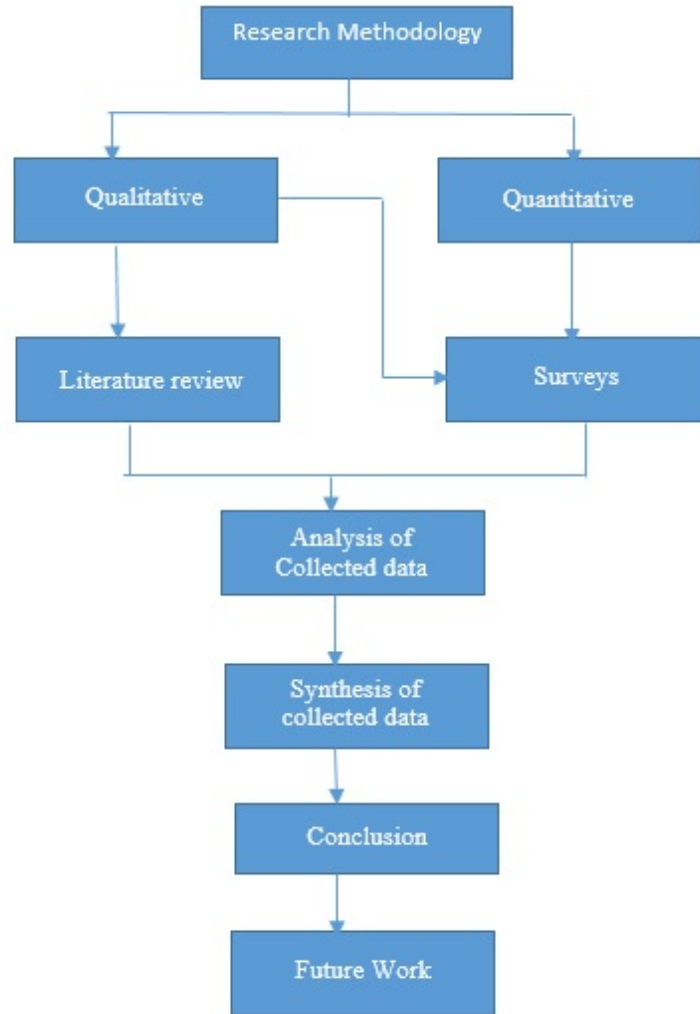 Research Methodology
Qualitative
Quantitative
Literature review
Surveys
Analysis of
Collected data
Synthesis of
collected data
Conclusion
Future Work